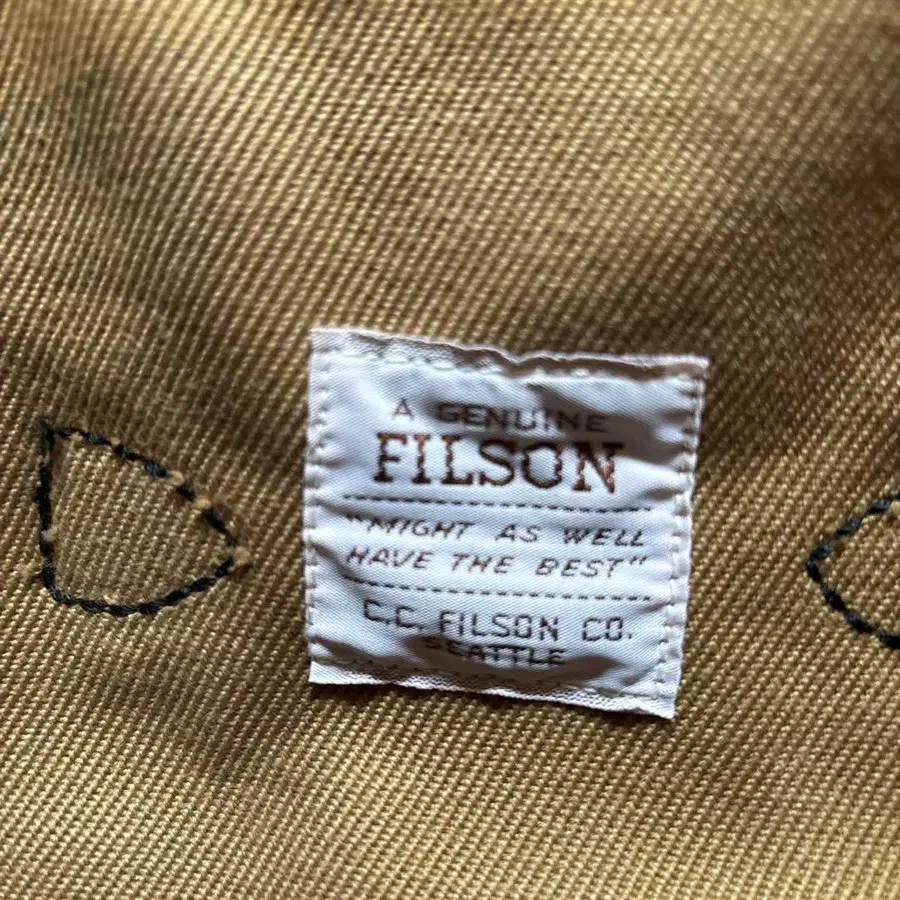 A GENUINE
FILSON
"MIGHT AS WELL
HAVE THE BEST"
C.C. FILSON CO.
SEATTLE